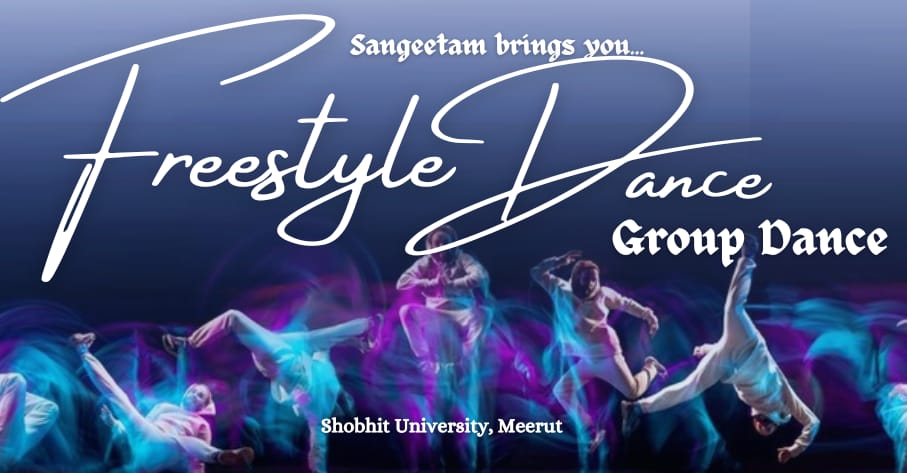 Sangeetam brings you...
Freestyle Dance
Group Dance
Shobhit University, Meerut